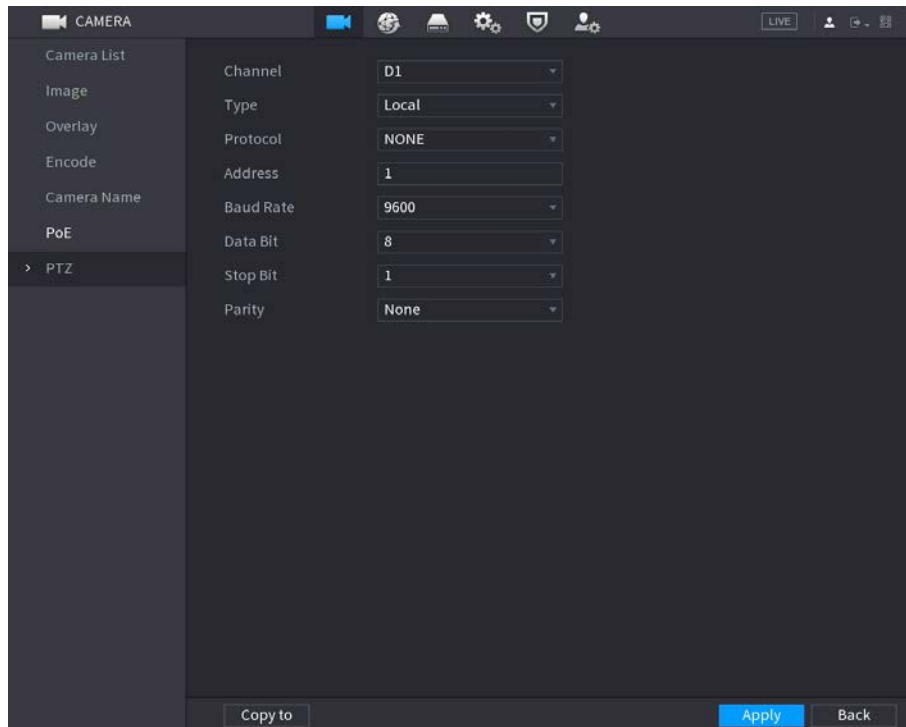 CAMERA
LIVE
Camera List
Image
Overlay
Encode
Camera Name
PoE
> PTZ
Channel D1
Type Local
Protocol NONE
Address 1
Baud Rate 9600
Data Bit 8
Stop Bit 1
Parity None
Copy to
Apply
Back